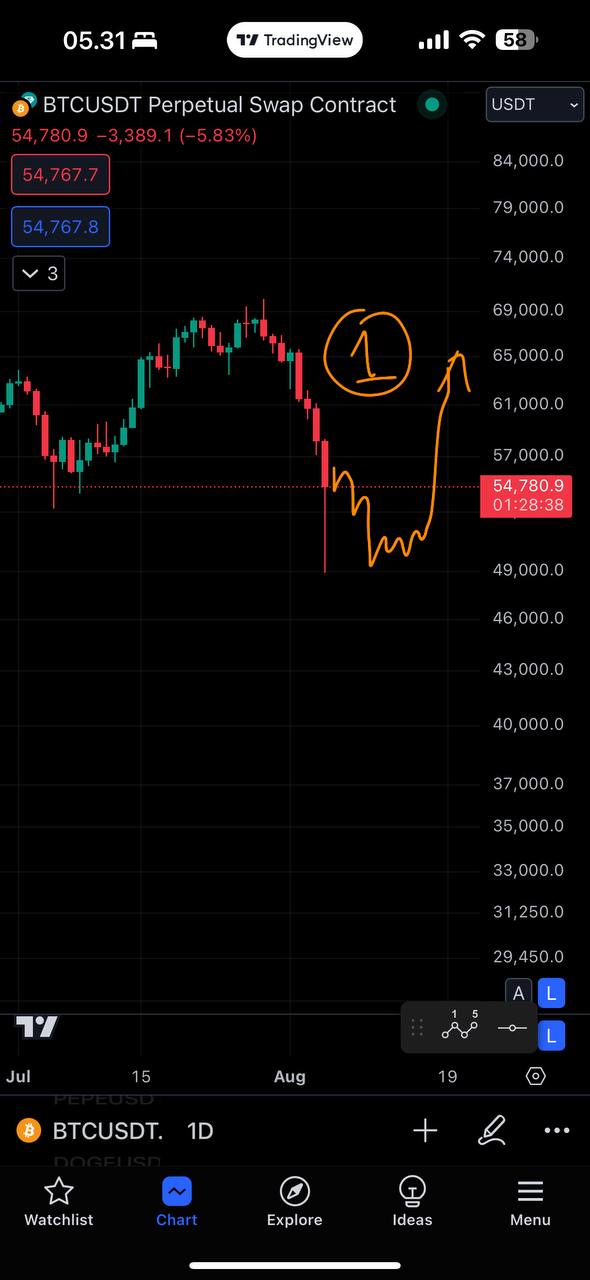 05.31
TradingView
58
BTCUSDT Perpetual Swap Contract
USDT
54,780.9 −3,389.1 (−5.83%)
54,767.7
54,767.8
3
84,000.0
79,000.0
74,000.0
69,000.0
65,000.0
61,000.0
57,000.0
54,780.9
01:28:38
49,000.0
46,000.0
43,000.0
40,000.0
37,000.0
35,000.0
33,000.0
31,250.0
29,450.0
1
A L
1 5
L
Jul 15 Aug 19
PEPEUSD
BTCUSDT. 1D
DOGEUSD
Watchlist Chart Explore Ideas Menu